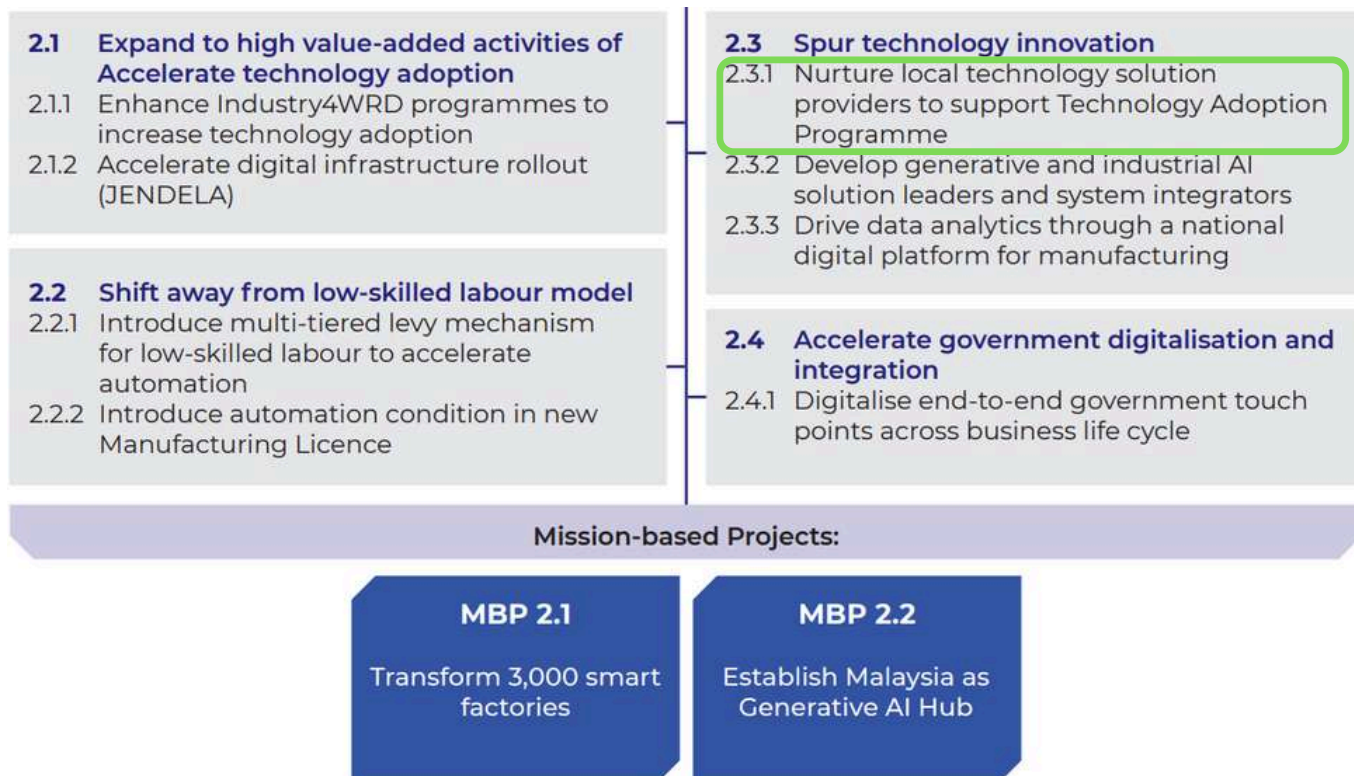 2.1 Expand to high value-added activities of
Accelerate technology adoption
2.1.1 Enhance Industry4WRD programmes to
increase technology adoption
2.1.2 Accelerate digital infrastructure rollout
(JENDELA)
2.2 Shift away from low-skilled labour model
2.2.1 Introduce multi-tiered levy mechanism
for low-skilled labour to accelerate
automation
2.2.2 Introduce automation condition in new
Manufacturing Licence
2.3 Spur technology innovation
2.3.1 Nurture local technology solution
providers to support Technology Adoption
Programme
2.3.2 Develop generative and industrial AI
solution leaders and system integrators
2.3.3 Drive data analytics through a national
digital platform for manufacturing
2.4 Accelerate government digitalisation and
integration
2.4.1 Digitalise end-to-end government touch
points across business life cycle
Mission-based Projects:
MBP 2.1
Transform 3,000 smart
factories
MBP 2.2
Establish Malaysia as
Generative AI Hub